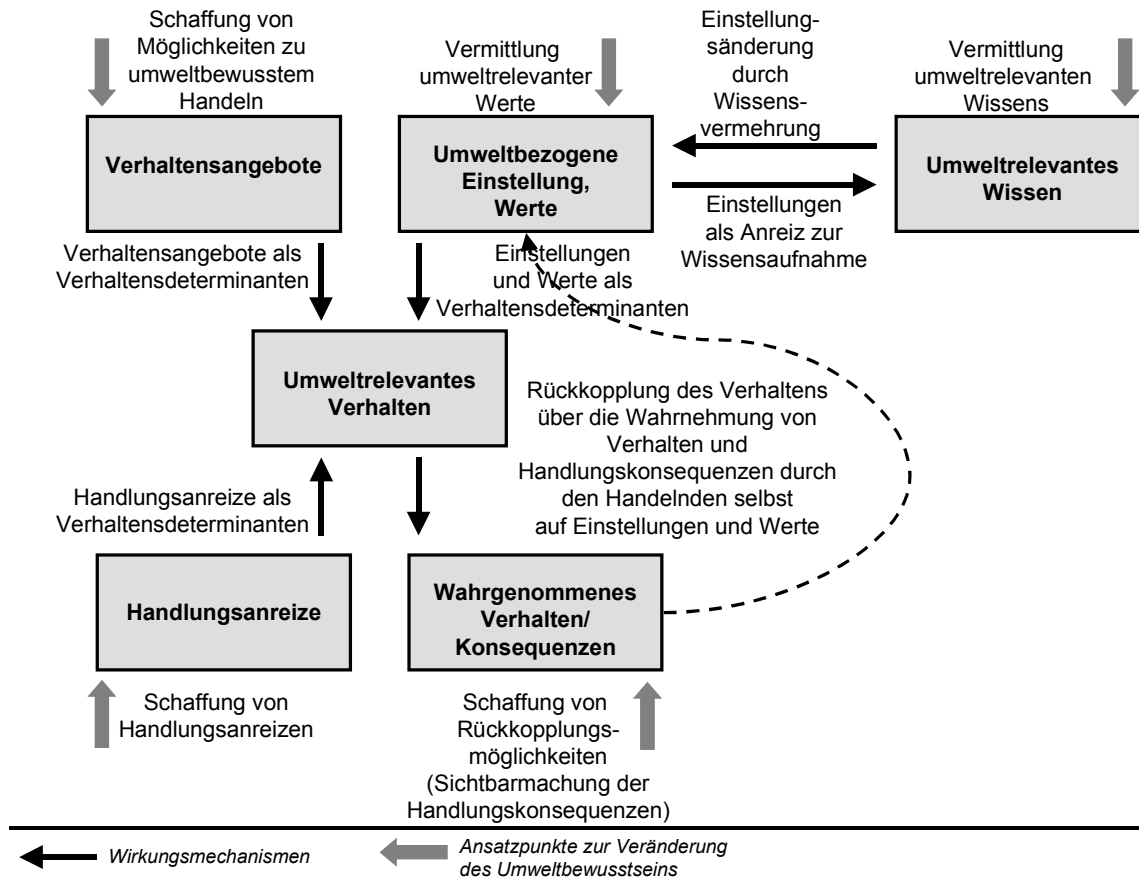 Schaffung von
Möglichkeiten zu
umweltbewusstem
Handeln
Vermittlung
umweltrelevanter
Werte
Einstellung-
sänderung
durch
Wissens-
vermehrung
Vermittlung
umweltrelevanten
Wissens
Verhaltensangebote
Umweltbezogene
Einstellung,
Werte
Umweltrelevantes
Wissen
Einstellungen
als Anreiz zur
Wissensaufnahme
Verhaltensangebote als
Verhaltensdeterminanten
Einstellungen
und Werte als
Verhaltensdeterminanten
Umweltrelevantes
Verhalten
Rückkopplung des Verhaltens
über die Wahrnehmung von
Verhalten und
Handlungskonsequenzen durch
den Handelnden selbst
auf Einstellungen und Werte
Handlungsanreize als
Verhaltensdeterminanten
Handlungsanreize
Wahrgenommenes
Verhalten/
Konsequenzen
Schaffung von
Handlungsanreizen
Schaffung von
Rückkopplungs-
möglichkeiten
(Sichtbarmachung der
Handlungskonsequenzen)
Wirkungsmechanismen
Ansatzpunkte zur Veränderung
des Umweltbewusstseins